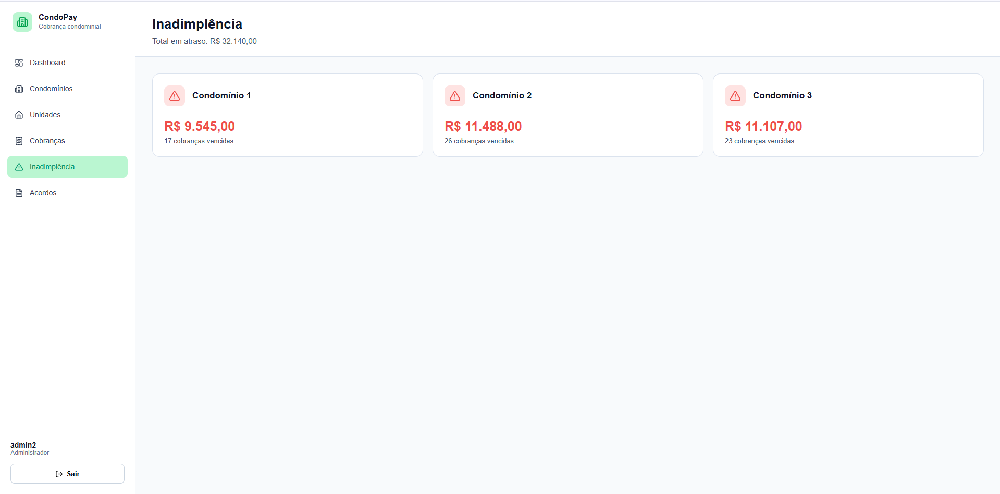 CondoPay
Cobrança condominial
Dashboard
Condomínios
Unidades
Cobranças
Inadimplência
Acordos
admin2
Administrador
Sair
Inadimplência
Total em atraso: R$ 32.140,00
Condomínio 1
R$ 9.545,00
17 cobranças vencidas
Condomínio 2
R$ 11.488,00
26 cobranças vencidas
Condomínio 3
R$ 11.107,00
23 cobranças vencidas